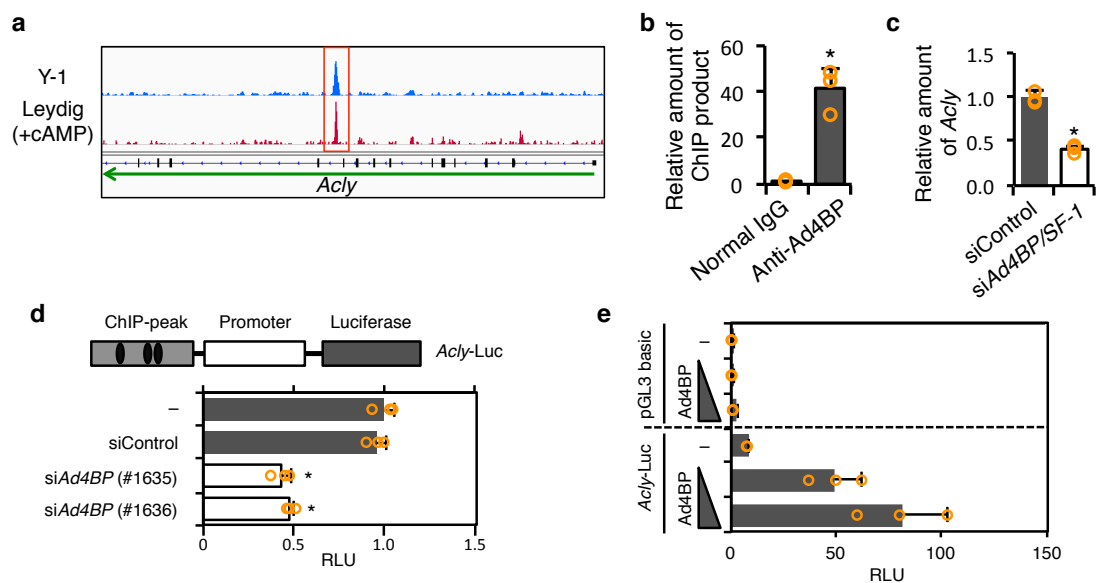 a
Y-1
Leydig
(+cAMP)
Acly
b
Relative amount of
ChIP product
60
40
20
0
*
Normal IgG
Anti-Ad4BP
c
Relative amount
of Acly
1.5
1.0
0.5
0.0
*
siControl
siAd4BP/SF-1
d
ChIP-peak Promoter Luciferase
Acly-Luc
–
siControl
siAd4BP (#1635) *
siAd4BP (#1636) *
0 0.5 1.0 1.5
RLU
e
pGL3 basic
–
Ad4BP
Acly-Luc
–
Ad4BP
0 50 100 150
RLU